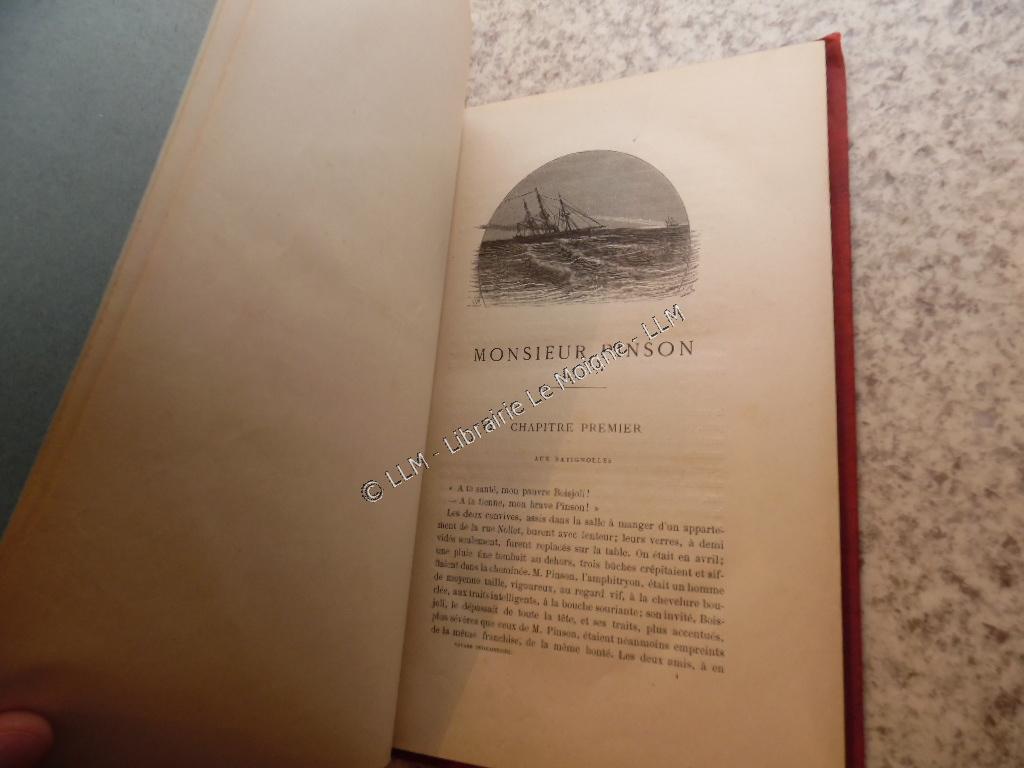 MONSIEUR PINSON
CHAPITRE PREMIER
AUX BATIGNOLLES
« A ta santé, mon pauvre Boisjoli !
— A la tienne, mon brave Pinson ! »
Les deux convives, assis dans la salle à manger d'un apparte-
ment de la rue Nollet, burent avec lenteur ; leurs verres, à demi
vidés seulement, furent replacés sur la table. On était en avril ;
une pluie fine tombait au dehors, trois bûches crépitaient et sif-
flaient dans la cheminée. M. Pinson, l'amphitryon, était un homme
de moyenne taille, vigoureux, au regard vif, à la chevelure bou-
clée, aux traits intelligents, à la bouche souriante ; son invité, Bois-
joli, le dépassait de toute la tête, et ses traits, plus accentués,
plus sévères que ceux de M. Pinson, étaient néanmoins empreints
de la même franchise, de la même bonté. Les deux amis, à en
VOYAGE INVOLONTAIRE.
1
© LLM - Librairie Le Moigne - LLM